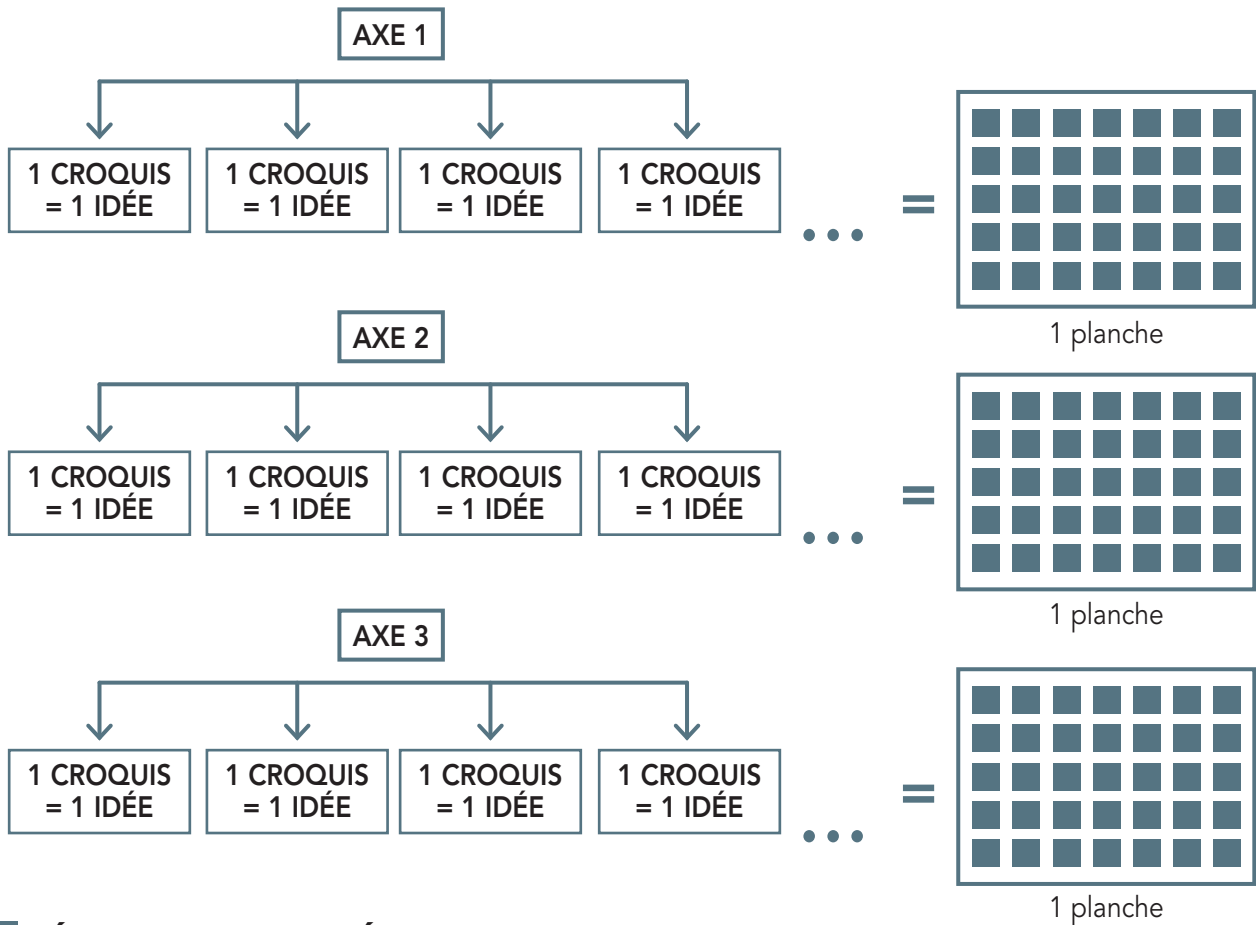 AXE 1
1 CROQUIS
= 1 IDÉE
1 CROQUIS
= 1 IDÉE
1 CROQUIS
= 1 IDÉE
1 CROQUIS
= 1 IDÉE
...
=
1 planche
AXE 2
1 CROQUIS
= 1 IDÉE
1 CROQUIS
= 1 IDÉE
1 CROQUIS
= 1 IDÉE
1 CROQUIS
= 1 IDÉE
...
=
1 planche
AXE 3
1 CROQUIS
= 1 IDÉE
1 CROQUIS
= 1 IDÉE
1 CROQUIS
= 1 IDÉE
1 CROQUIS
= 1 IDÉE
...
=
1 planche